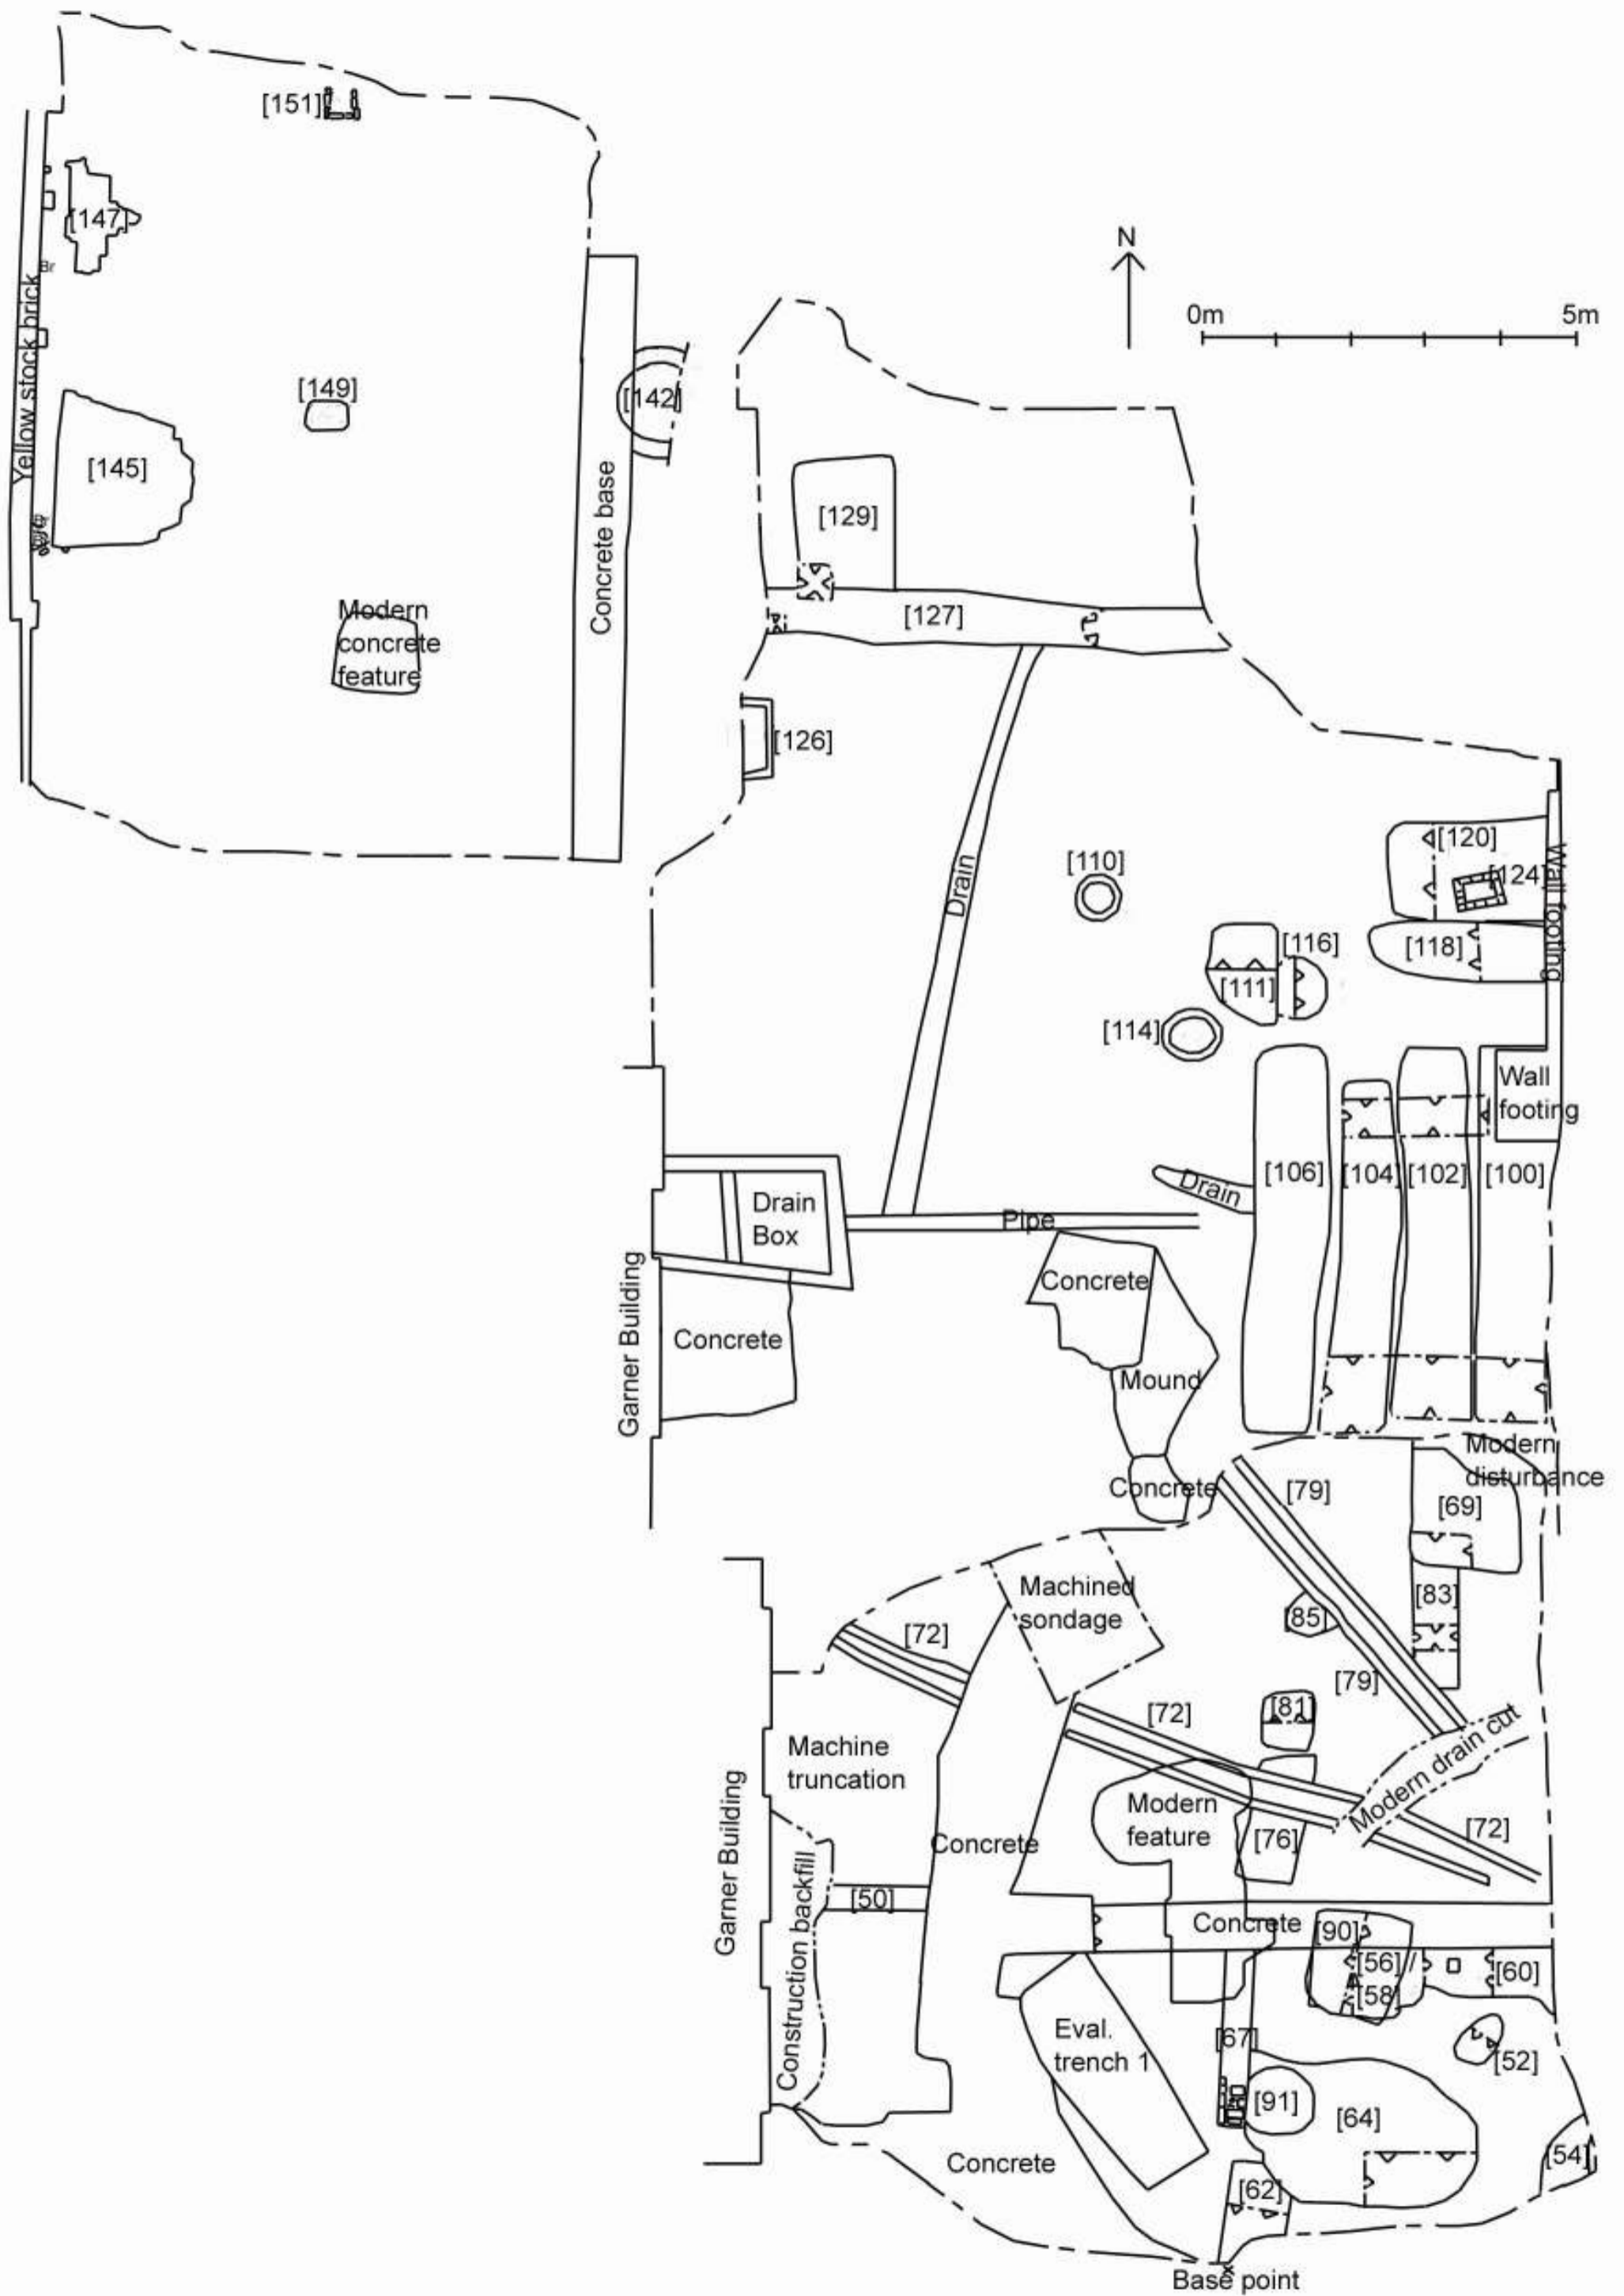 [151]
[147]
Br
Yellow stock brick
[149]
[142]
[145]
Concrete base
Modern
concrete
feature
N
0m
5m
[129]
[127]
[126]
Drain
[110]
[120]
[124]
Wall footing
[116]
[118]
[111]
[114]
Wall
footing
[106]
[104]
[102]
[100]
Drain
Drain
Box
Pipe
Garner Building
Concrete
Concrete
Mound
Concrete
Modern
disturbance
[79]
[69]
Machined
sondage
[83]
[85]
[72]
[79]
[81]
[72]
Modern drain cut
Machine
truncation
Modern
feature
[76]
[72]
Garner Building
Concrete
Construction backfill
[50]
Concrete
[90]
[56]
[58]
[60]
Eval.
trench 1
[67]
[52]
[91]
[64]
[54]
Concrete
[62]
Base point